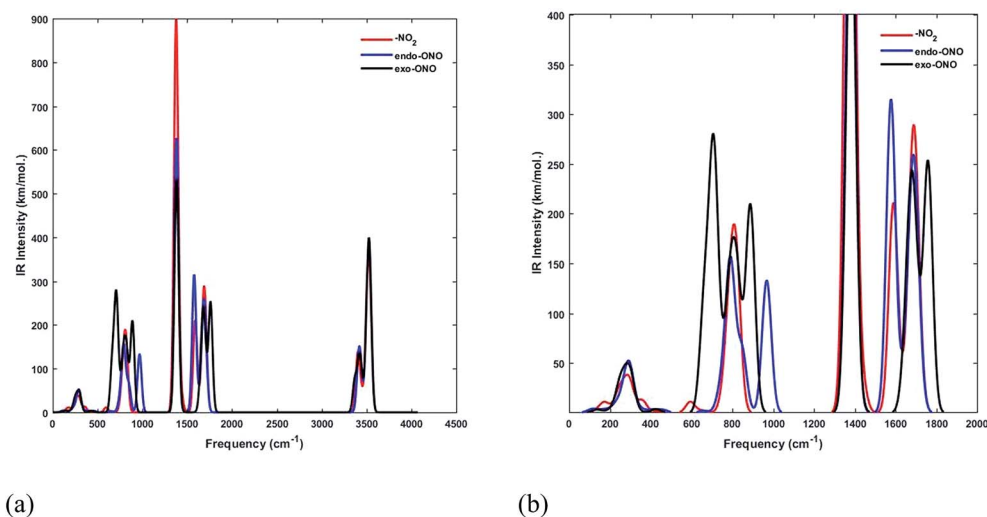 900
800
700
600
500
400
300
200
100
0
0 500 1000 1500 2000 2500 3000 3500 4000 4500
IR Intensity (km/mol.)
Frequency (cm⁻¹)
-NO₂
endo-ONO
exo-ONO
(a)
400
350
300
250
200
150
100
50
0 200 400 600 800 1000 1200 1400 1600 1800 2000
IR Intensity (km/mol.)
Frequency (cm⁻¹)
-NO₂
endo-ONO
exo-ONO
(b)